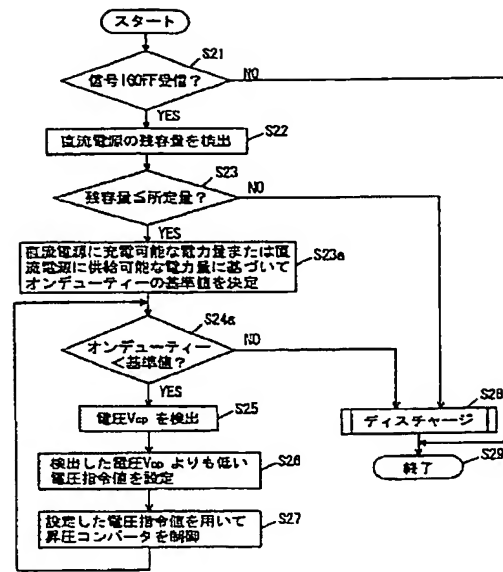 スタート
S21
信号IGOFF受信？
NO
YES
直流電源の残容量を検出
S22
S23
残容量≦所定量？
NO
YES
直流電源に充電可能な電力量または直
流電源に供給可能な電力量に基づいて
オンデューティーの基準値を決定
S23a
S24a
オンデューティー
＜基準値？
NO
YES
電圧Vcpを検出
S25
S28
ディスチャージ
検出した電圧Vcpよりも低い
電圧指令値を設定
S26
終了
S29
設定した電圧指令値を用いて
昇圧コンバータを制御
S27